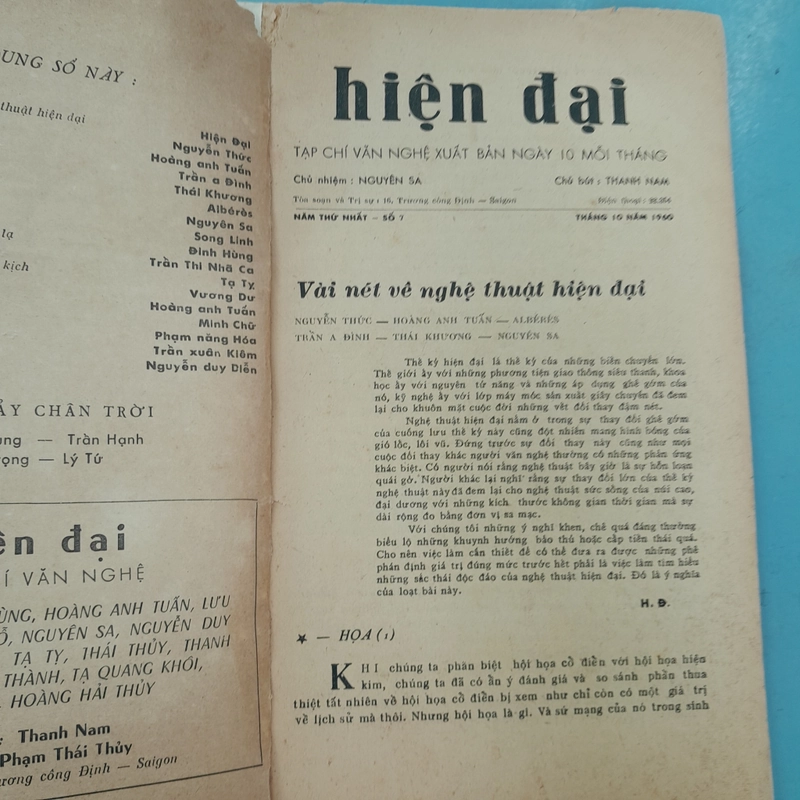 DUNG SỐ NÀY :
thuật hiện đại
Hiện Đại
Nguyễn Thức
Hoàng anh Tuấn
Trần a Đình
Thái Khương
Albérès
Nguyên Sa
Song Linh
Đinh Hùng
Trần Thi Nhã Ca
kịch
Tạ Tỵ
Vương Dư
Hoàng anh Tuấn
Minh Chữ
Phạm năng Hóa
Trần xuân Kiêm
Nguyễn duy Diễn
CHÂN TRỜI
— Trần Hạnh
— Lý Tứ
đại
VĂN NGHỆ
HOÀNG ANH TUẤN, LƯU
NGUYÊN SA, NGUYỄN DUY
TẠ TỴ, THÁI THỦY, THANH
THÀNH, TẠ QUANG KHÔI,
HOÀNG HẢI THỦY
Thanh Nam
Phạm Thái Thủy
công Định — Saigon
hiện đại
TẠP CHÍ VĂN NGHỆ XUẤT BẢN NGÀY 10 MỖI THÁNG
Chủ nhiệm : NGUYÊN SA Chủ bút : THANH NAM
Tòa soạn và Trị sự : 16, Trương công Định — Saigon Điện thoại :
NĂM THỨ NHẤT – SỐ 7 THÁNG 10 NĂM 1960
Vài nét về nghệ thuật hiện đại
NGUYỄN THỨC — HOÀNG ANH TUẤN — ALBÉRÈS
TRẦN A ĐÌNH — THÁI KHƯƠNG — NGUYÊN SA
Thế kỷ hiện đại là thế kỷ của những biến chuyển lớn.
Thế giới ấy với những phương tiện giao thông siêu thanh, khoa
học ấy với nguyên tử năng và những áp dụng ghê gớm của
nó, kỹ nghệ ấy với lớp máy móc sản xuất giây chuyền đã đem
lại cho khuôn mặt cuộc đời những vết đổi thay đậm nét.
Nghệ thuật hiện đại nằm ở trong sự thay đổi ghê gớm
của cuồng lưu thế kỷ này cũng đột nhiên mang hình bóng của
gió lốc, lôi vũ. Đứng trước sự đổi thay này cũng như mọi
cuộc đổi thay khác người văn nghệ thường có những phản ứng
khác biệt. Có người nói rằng nghệ thuật bây giờ là sự hỗn loạn
quái gở. Người khác lại nghĩ rằng sự thay đổi lớn của thế kỷ
nghệ thuật này đã đem lại cho nghệ thuật sức sống của núi cao,
đại dương với những kích thước không gian thời gian mà sự
dài rộng đo bằng đơn vị sa mạc.
Với chúng tôi những ý nghĩ khen, chê quá đáng thường
biểu lộ những khuynh hướng bảo thủ hoặc cấp tiến thái quá.
Cho nên việc làm cần thiết để có thể đưa ra được những phê
phán định giá trị đúng mức trước hết phải là việc làm tìm hiểu
những sắc thái độc đáo của nghệ thuật hiện đại. Đó là ý nghĩa
của loạt bài này.
H. Đ.
★ — HỌA (1)
KHI chúng ta phân biệt hội họa cổ điển với hội họa hiện
kim, chúng ta đã có ẩn ý đánh giá và so sánh phần thua
thiệt tất nhiên về hội họa cổ điển bị xem như chỉ còn có một giá trị
về lịch sử mà thôi. Nhưng hội họa là gì. Và sứ mạng của nó trong sinh